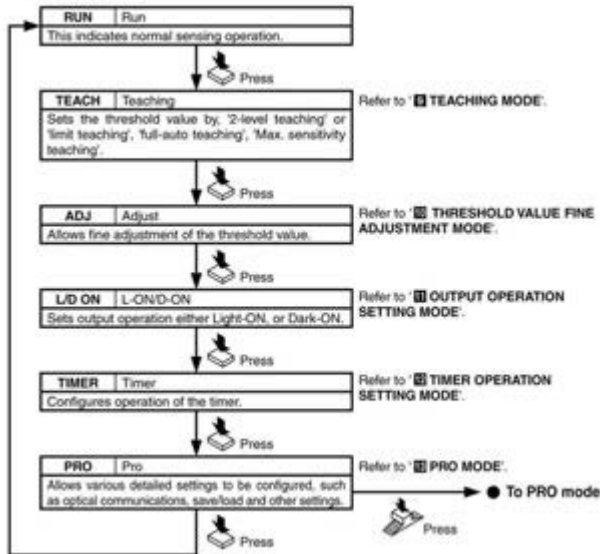 RUN Run
This indicates normal sensing operation.
Press
TEACH Teaching
Sets the threshold value by, '2-level teaching' or
'limit teaching', 'full-auto teaching', 'Max. sensitivity
teaching'.
Refer to ' TEACHING MODE'.
Press
ADJ Adjust
Allows fine adjustment of the threshold value.
Refer to ' 10 THRESHOLD VALUE FINE
ADJUSTMENT MODE'.
Press
L/D ON L-ON/D-ON
Sets output operation either Light-ON, or Dark-ON.
Refer to ' 11 OUTPUT OPERATION
SETTING MODE'.
Press
TIMER Timer
Configures operation of the timer.
Refer to ' 12 TIMER OPERATION
SETTING MODE'.
Press
PRO Pro
Allows various detailed settings to be configured, such
as optical communications, save/load and other settings.
Refer to ' 13 PRO MODE'.
To PRO mode
Press
Press